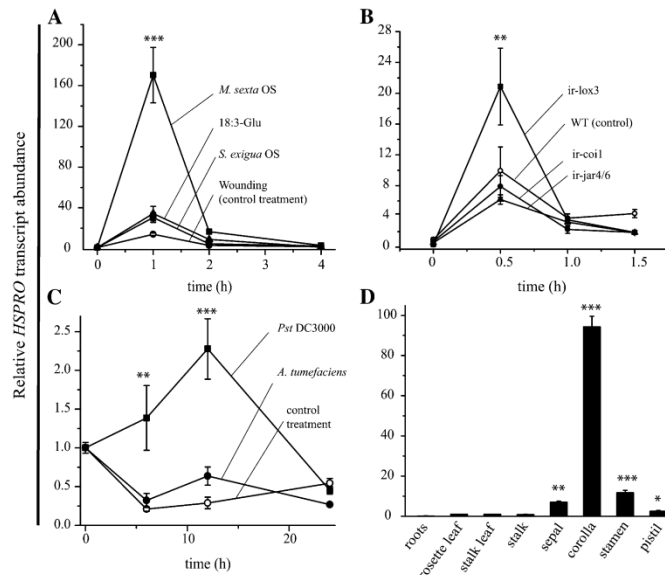 A
B
Relative HSPRO transcript abundance
***
200
160
120
80
40
0
M. sexta OS
18:3-Glu
S. exigua OS
Wounding
(control treatment)
0 1 2 3 4
time (h)
**
28
24
20
16
12
8
4
0
ir-lox3
WT (control)
ir-coi1
ir-jar4/6
0.0 0.5 1.0 1.5
time (h)
C
D
**
***
2.5
2.0
1.5
1.0
0.5
0.0
Pst DC3000
A. tumefaciens
control
treatment
0 10 20
time (h)
100
80
60
40
20
0
**
***
***
*
roots
rosette leaf
stalk leaf
stalk
sepal
corolla
stamen
pistil